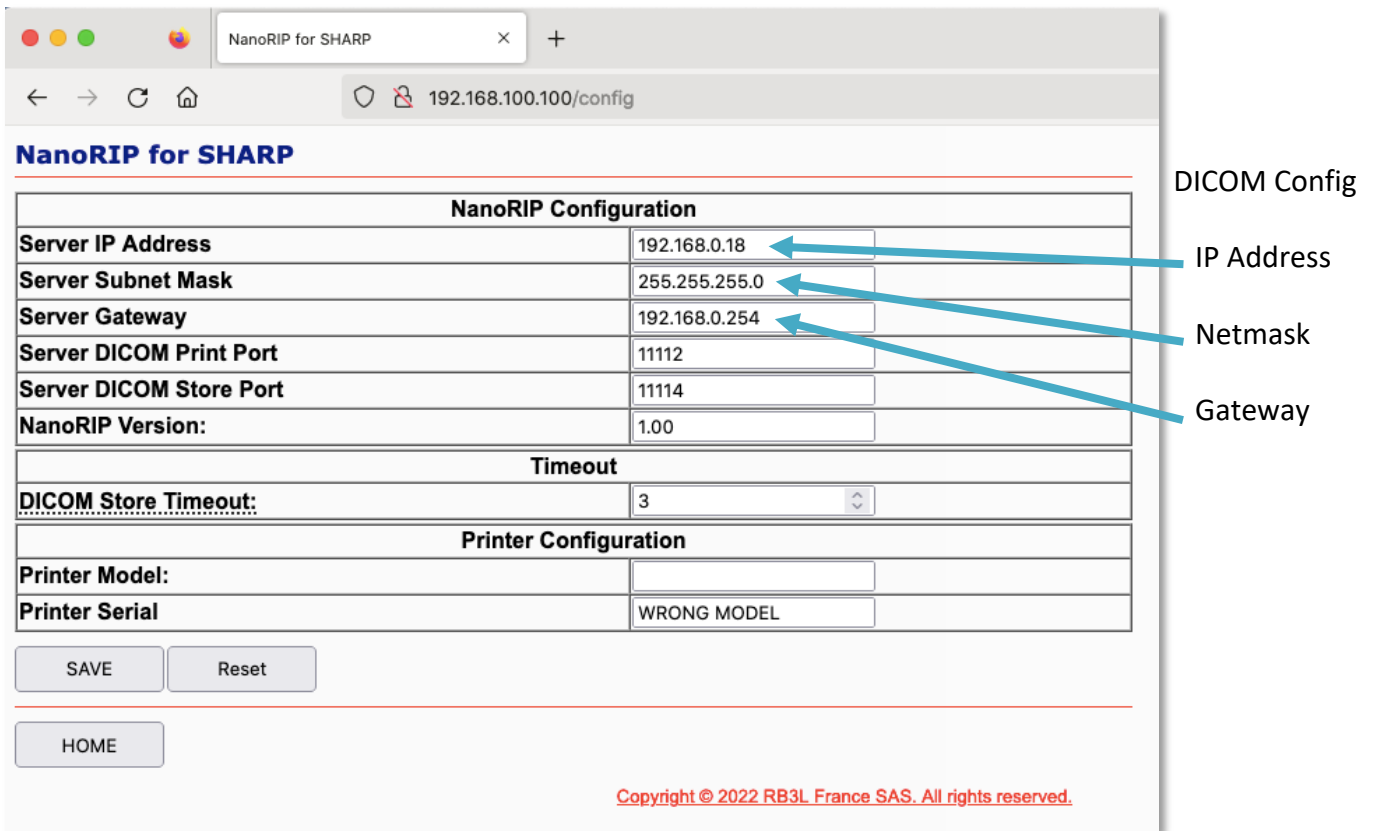 NanoRIP for SHARP
192.168.100.100/config
NanoRIP for SHARP
DICOM Config
NanoRIP Configuration
Server IP Address 192.168.0.18
IP Address
Server Subnet Mask 255.255.255.0
Server Gateway 192.168.0.254
Netmask
Server DICOM Print Port 11112
Server DICOM Store Port 11114
Gateway
NanoRIP Version: 1.00
Timeout
DICOM Store Timeout: 3
Printer Configuration
Printer Model:
Printer Serial WRONG MODEL
SAVE Reset
HOME
Copyright © 2022 RB3L France SAS. All rights reserved.